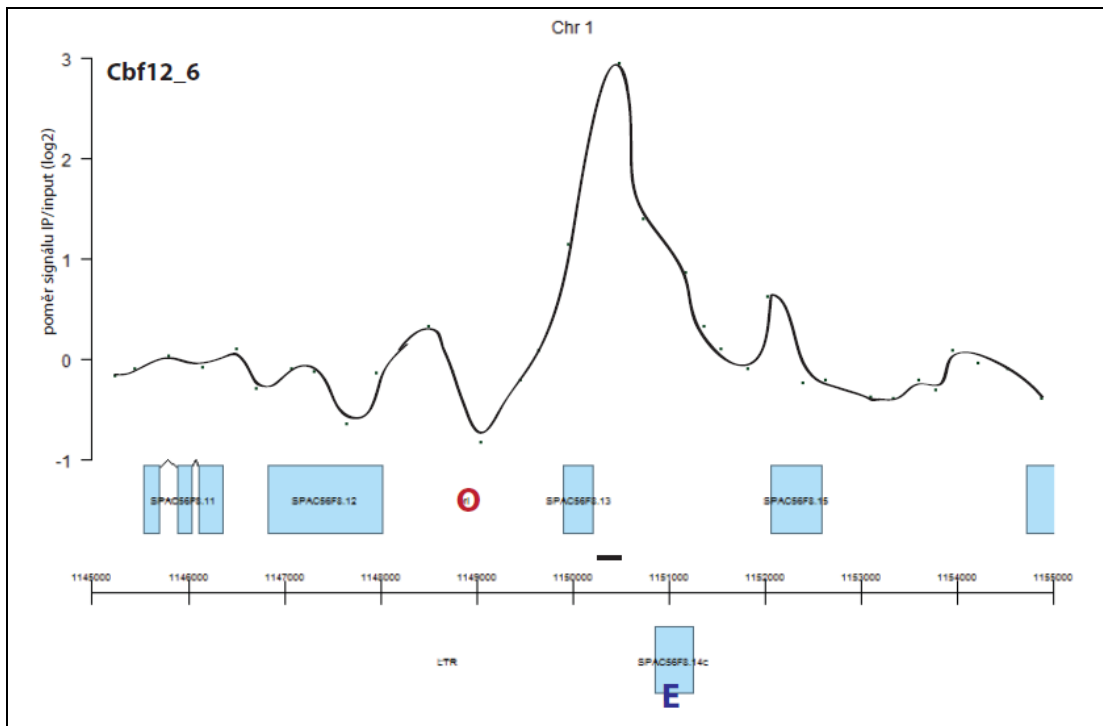 Chr 1
Cbf12_6
poměr signálu IP/input (log2)
3
2
1
0
-1
SPAC56F8.11
SPAC56F8.12
O
SPAC56F8.13
SPAC56F8.15
1145000 1146000 1147000 1148000 1149000 1150000 1151000 1152000 1153000 1154000 1155000
LTR
SPAC56F8.14c
E